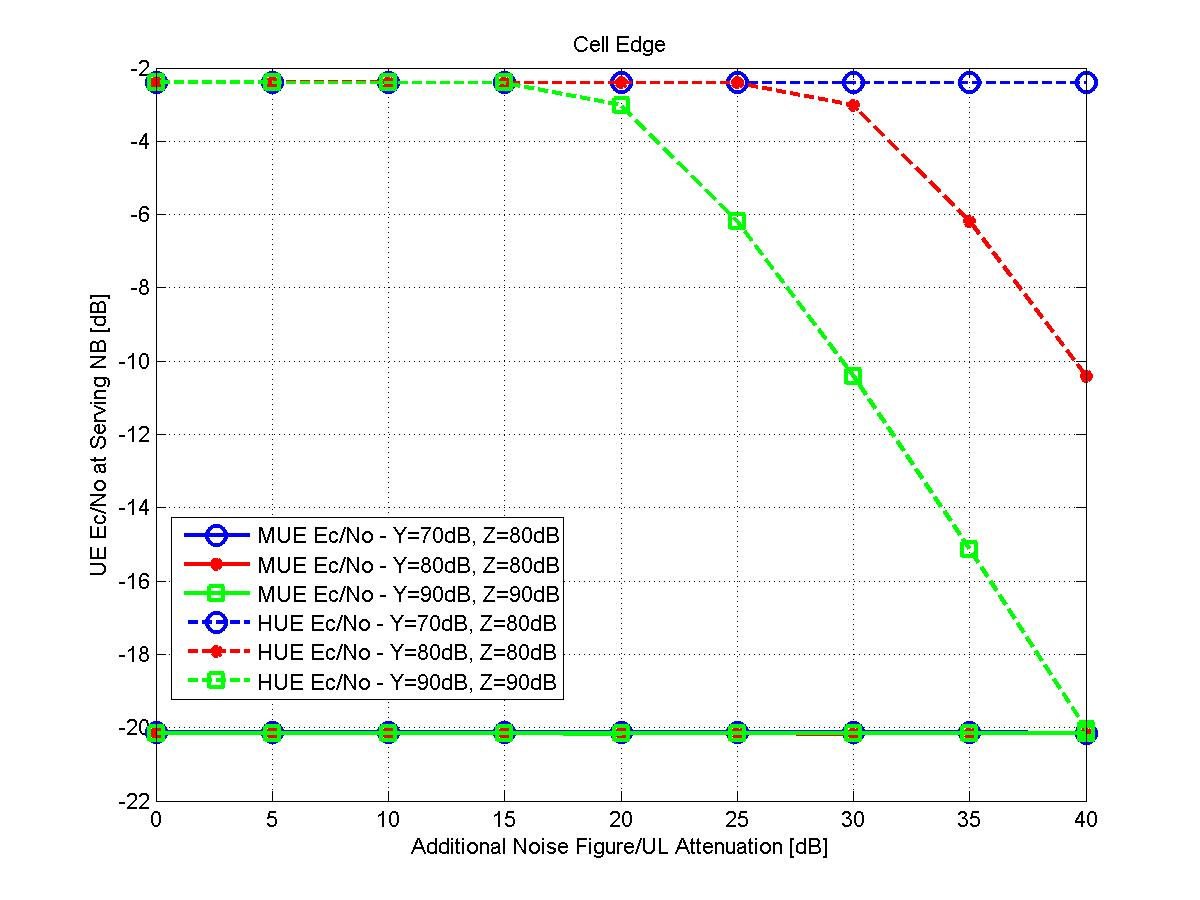 Cell Edge
-2
-4
-6
-8
-10
-12
-14
-16
-18
-20
-22
UE Ec/No at Serving NB [dB]
MUE Ec/No - Y=70dB, Z=80dB
MUE Ec/No - Y=80dB, Z=80dB
MUE Ec/No - Y=90dB, Z=90dB
HUE Ec/No - Y=70dB, Z=80dB
HUE Ec/No - Y=80dB, Z=80dB
HUE Ec/No - Y=90dB, Z=90dB
0 5 10 15 20 25 30 35 40
Additional Noise Figure/UL Attenuation [dB]